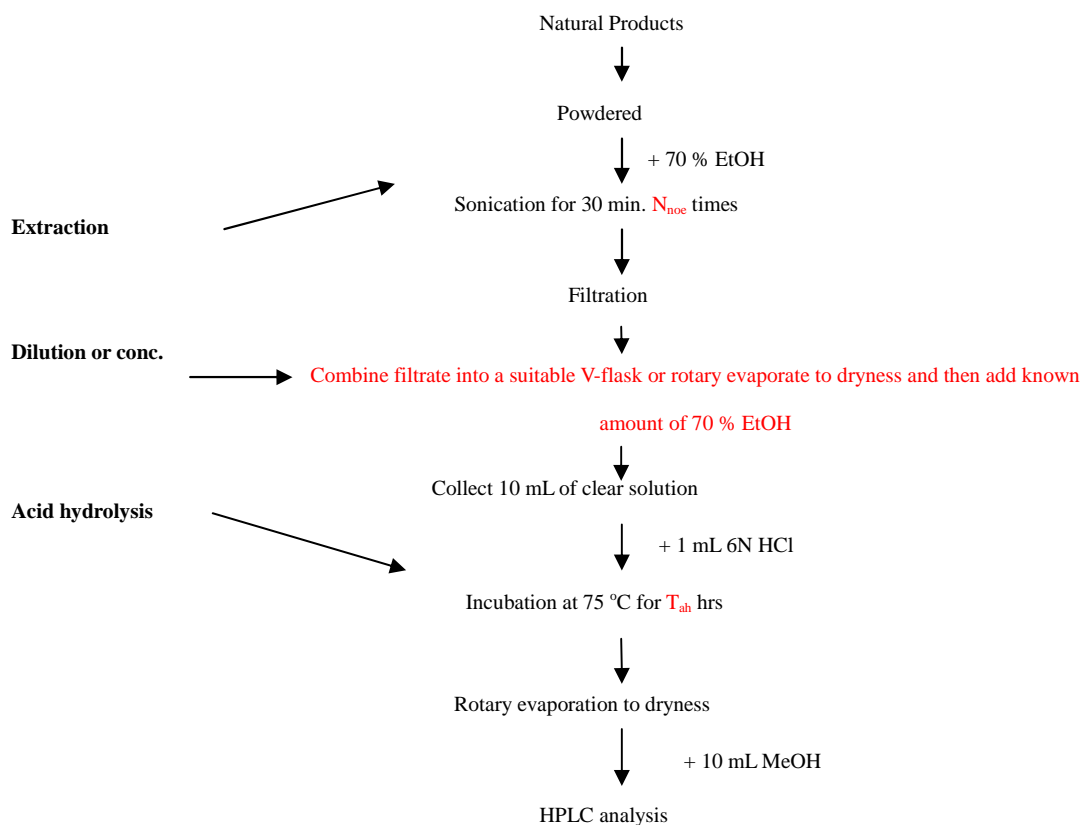 Natural Products
Powdered
+ 70 % EtOH
Sonication for 30 min. Nnoe times
Extraction
Filtration
Dilution or conc.
Combine filtrate into a suitable V-flask or rotary evaporate to dryness and then add known
amount of 70 % EtOH
Collect 10 mL of clear solution
Acid hydrolysis
+ 1 mL 6N HCl
Incubation at 75 °C for Tah hrs
Rotary evaporation to dryness
+ 10 mL MeOH
HPLC analysis